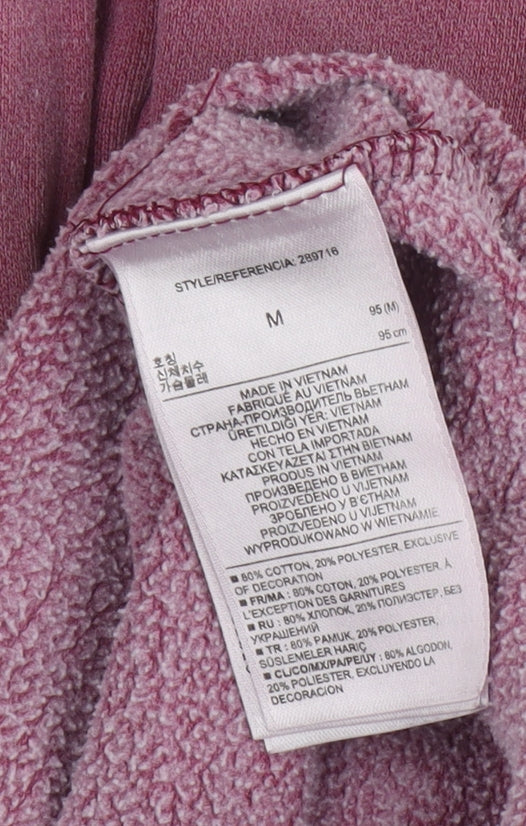 STYLE/REFERENCIA: 289716
M
호칭 95 (M)
신체치수
가슴둘레 95 cm
MADE IN VIETNAM
FABRIQUÉ AU VIETNAM
СТРАНА-ПРОИЗВОДИТЕЛЬ ВЬЕТНАМ
ÜRETILDIĞI YER: VIETNAM
HECHO EN VIETNAM
CON TELA IMPORTADA
ΚΑΤΑΣΚΕΥΑΖΕΤΑΙ ΣΤΗΝ ΒΙΕΤΝΑΜ
PRODUS IN VIETNAM
ПРОИЗВЕДЕНО В ВИЕТНАМ
PROIZVEDENO U VIJETNAM
ЗРОБЛЕНО У В'ЄТНАМ
PROIZVEDENO U VIJETNAMU
WYPRODUKOWANO W WIETNAMIE
■ 80% COTTON, 20% POLYESTER, EXCLUSIVE
OF DECORATION
■ FR/MA : 80% COTON, 20% POLYESTER, À
L'EXCEPTION DES GARNITURES
■ RU : 80% ХЛОПОК, 20% ПОЛИЭСТЕР, БЕЗ
УКРАШЕНИЙ
■ TR : 80% PAMUK, 20% POLYESTER,
SÜSLEMELER HARİÇ
■ CL/CO/MX/PA/PE/UY : 80% ALGODON,
20% POLIESTER, EXCLUYENDO LA
DECORACION